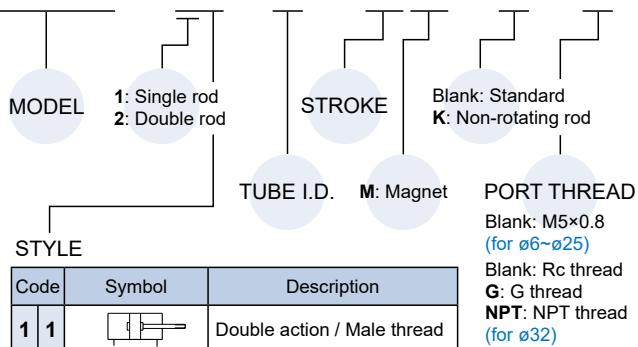 MODEL
1: Single rod
2: Double rod
STROKE
Blank: Standard
K: Non-rotating rod
TUBE I.D.
M: Magnet
PORT THREAD
Blank: M5×0.8
(for ø6~ø25)
Blank: Rc thread
G: G thread
NPT: NPT thread
(for ø32)
STYLE
Code Symbol Description
1 1 Double action / Male thread